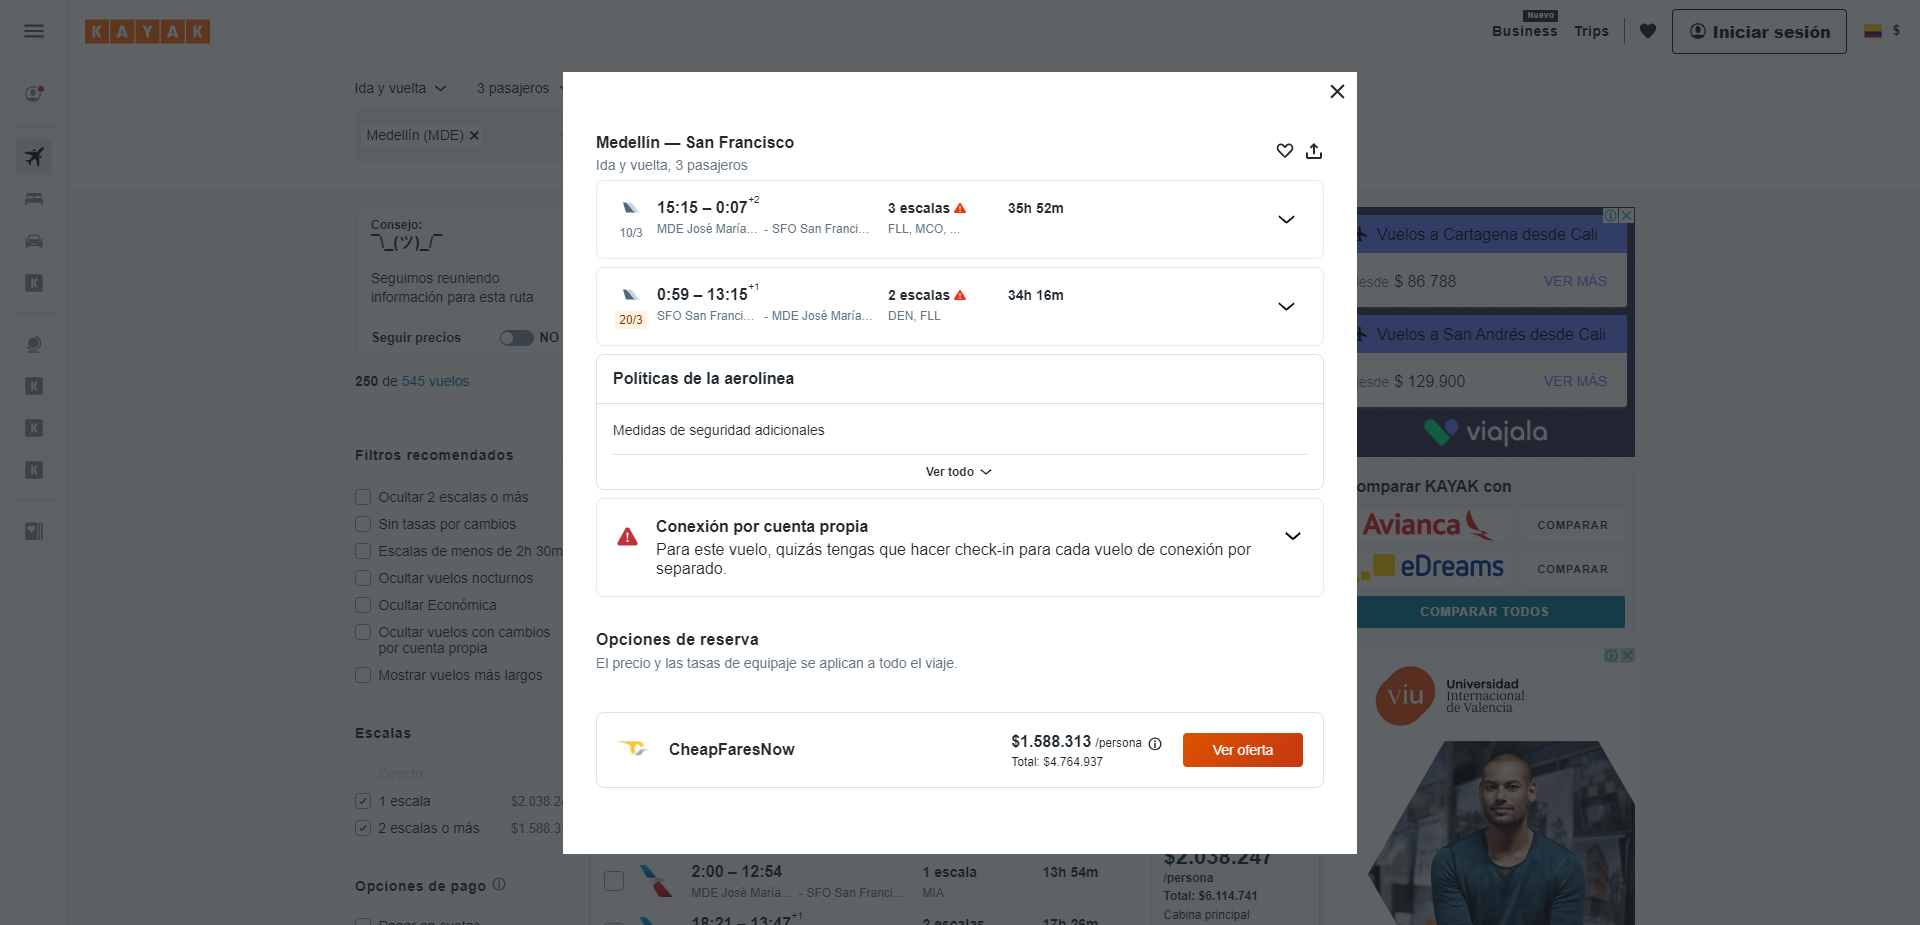 KAYAK
Nuevo
Business
Trips
Iniciar sesión
$
Ida y vuelta
3 pasajeros
Medellín (MDE)
Consejo:
¯\_(ツ)_/¯
Seguimos reuniendo
información para esta ruta
Seguir precios
NO
250 de 545 vuelos
Filtros recomendados
Ocultar 2 escalas o más
Sin tasas por cambios
Escalas de menos de 2h 30m
Ocultar vuelos nocturnos
Ocultar Económica
Ocultar vuelos con cambios
por cuenta propia
Mostrar vuelos más largos
Escalas
Directo
1 escala
$2.038.24
2 escalas o más
$1.588.3
Opciones de pago
Medellín — San Francisco
Ida y vuelta, 3 pasajeros
15:15 – 0:07+2
3 escalas
35h 52m
10/3
MDE José María... - SFO San Franci...
FLL, MCO, ...
0:59 – 13:15+1
2 escalas
34h 16m
20/3
SFO San Franci... - MDE José María...
DEN, FLL
Políticas de la aerolínea
Medidas de seguridad adicionales
Ver todo
Conexión por cuenta propia
Para este vuelo, quizás tengas que hacer check-in para cada vuelo de conexión por
separado.
Opciones de reserva
El precio y las tasas de equipaje se aplican a todo el viaje.
CheapFaresNow
$1.588.313 /persona
Total: $4.764.937
Ver oferta
2:00 – 12:54
1 escala
13h 54m
MDE José María... - SFO San Franci...
MIA
18:21 – 13:47+1
2 escalas
17h 26m
$2.038.247
/persona
Total: $6.114.741
Cabina principal
Vuelos a Cartagena desde Cali
esde $ 86.788
VER MÁS
Vuelos a San Andrés desde Cali
esde $ 129.900
VER MÁS
viajala
omparar KAYAK con
Avianca
COMPARAR
eDreams
COMPARAR
COMPARAR TODOS
viu
Universidad
Internacional
de Valencia